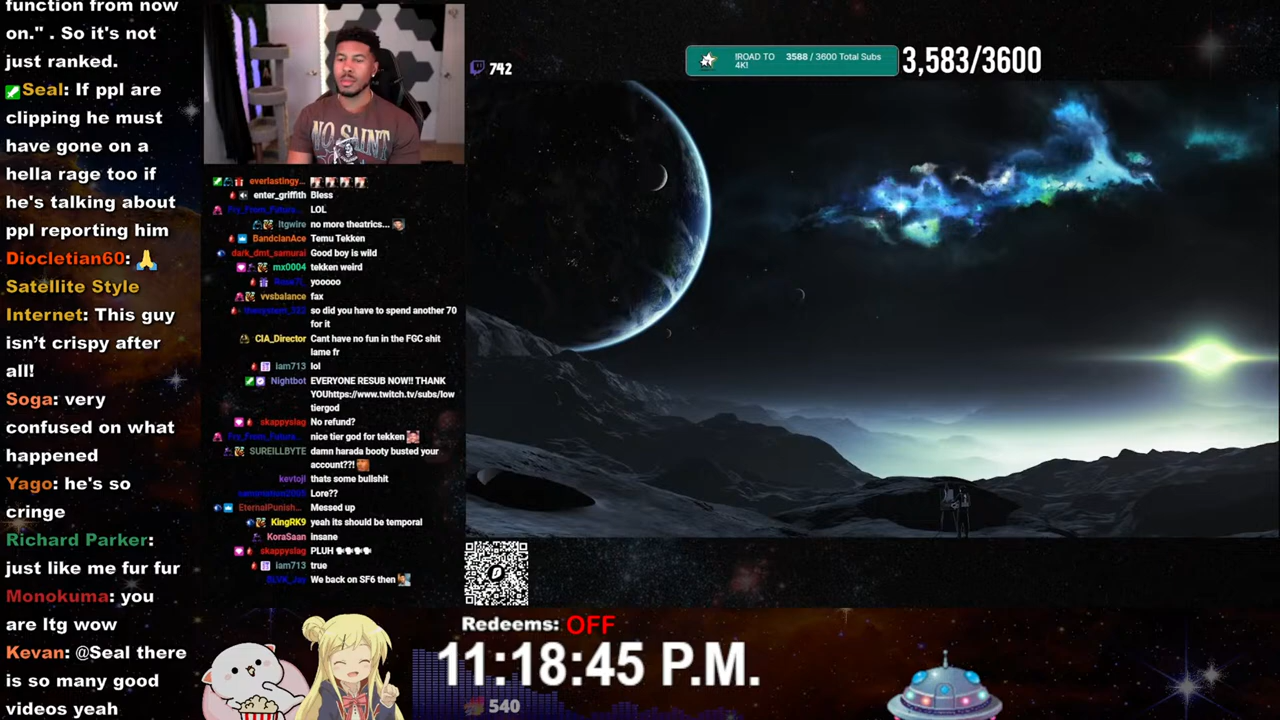 function from now
on." . So it's not
just ranked.
Seal: If ppl are
clipping he must
have gone on a
hella rage too if
he's talking about
ppl reporting him
Diocletian60: 🙏
Satellite Style
Internet: This guy
isn't crispy after
all!
Soga: very
confused on what
happened
Yago: he's so
cringe
Richard Parker:
just like me fur fur
Monokuma: you
are ltg wow
Kevan: @Seal there
is so many good
videos yeah
NO SAINT
everlastingy...
enter_griffith Bless
Fry_From_Future... LOL
ltgwire no more theatrics...
BandclanAce Temu Tekken
dark_dmt_samurai Good boy is wild
mx0004 tekken weird
yooooo
vvsbalance fax
so did you have to spend another 70
for it
CIA_Director Cant have no fun in the FGC shit
lame fr
iam713 lol
Nightbot EVERYONE RESUB NOW!! THANK
YOUhttps://www.twitch.tv/subs/low
tiergod
skappyslag No refund?
Fry_From_Future... nice tier god for tekken
SUREILLBYTE damn harada booty busted your
account??!
kevtojl thats some bullshit
Lore??
EternalPunish... Messed up
KingRK9 yeah its should be temporal
KoraSaan insane
skappyslag PLUH 🗣🗣🗣🗣
iam713 true
We back on SF6 then
742
!ROAD TO
4K!
3588 / 3600 Total Subs
3,583/3600
Redeems: OFF
11:18:45 P.M.
540